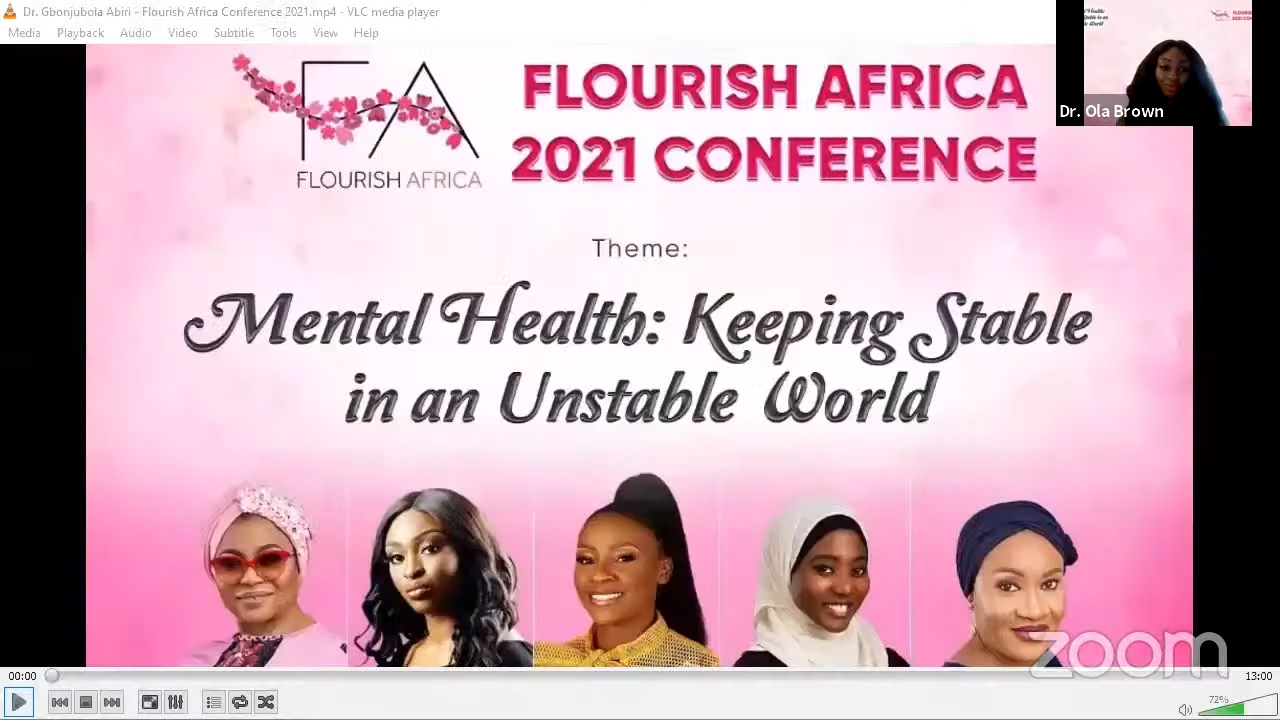 Dr. Gbonjubola Abiri - Flourish Africa Conference 2021.mp4 - VLC media player
Media Playback Audio Video Subtitle Tools View Help
Dr. Ola Brown
FA
FLOURISH AFRICA
FLOURISH AFRICA
2021 CONFERENCE
Theme:
Mental Health: Keeping Stable
in an Unstable World
zoom
00:00
13:00
72%